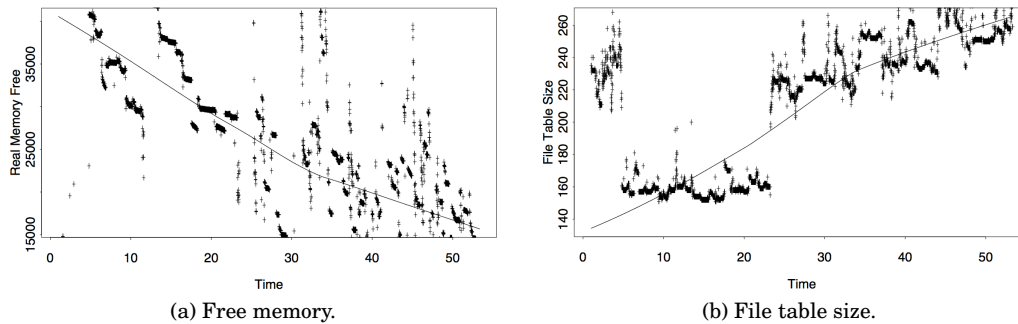 35000
25000
15000
Real Memory Free
0 10 20 30 40 50
Time
(a) Free memory.
260
240
220
200
180
160
140
File Table Size
0 10 20 30 40 50
Time
(b) File table size.